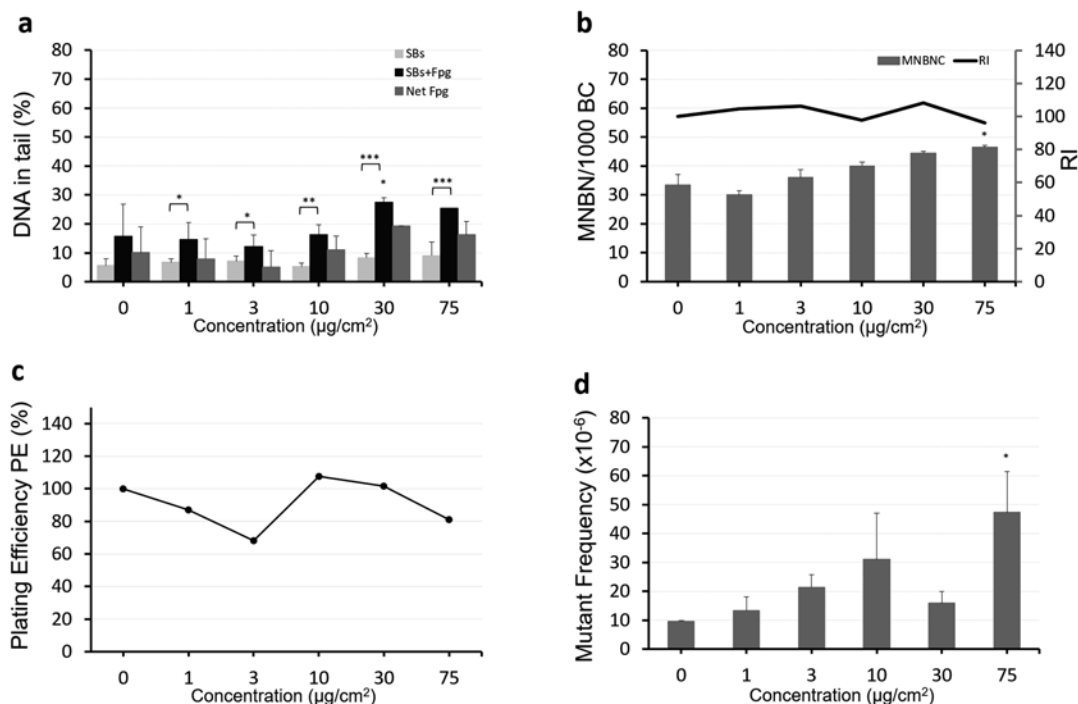 a
DNA in tail (%)
80
70
60
50
40
30
20
10
0
SBs
SBs+Fpg
Net Fpg
*
*
**
***
*
***
0 1 3 10 30 75
Concentration (µg/cm²)
b
MNBN/1000 BC
80
70
60
50
40
30
20
10
0
MNBNC RI
*
140
120
100
80
60
40
20
0
RI
0 1 3 10 30 75
Concentration (µg/cm²)
c
Plating Efficiency PE (%)
140
120
100
80
60
40
20
0
0 1 3 10 30 75
Concentration (µg/cm²)
d
Mutant Frequency (x10⁻⁶)
80
70
60
50
40
30
20
10
0
*
0 1 3 10 30 75
Concentration (µg/cm²)